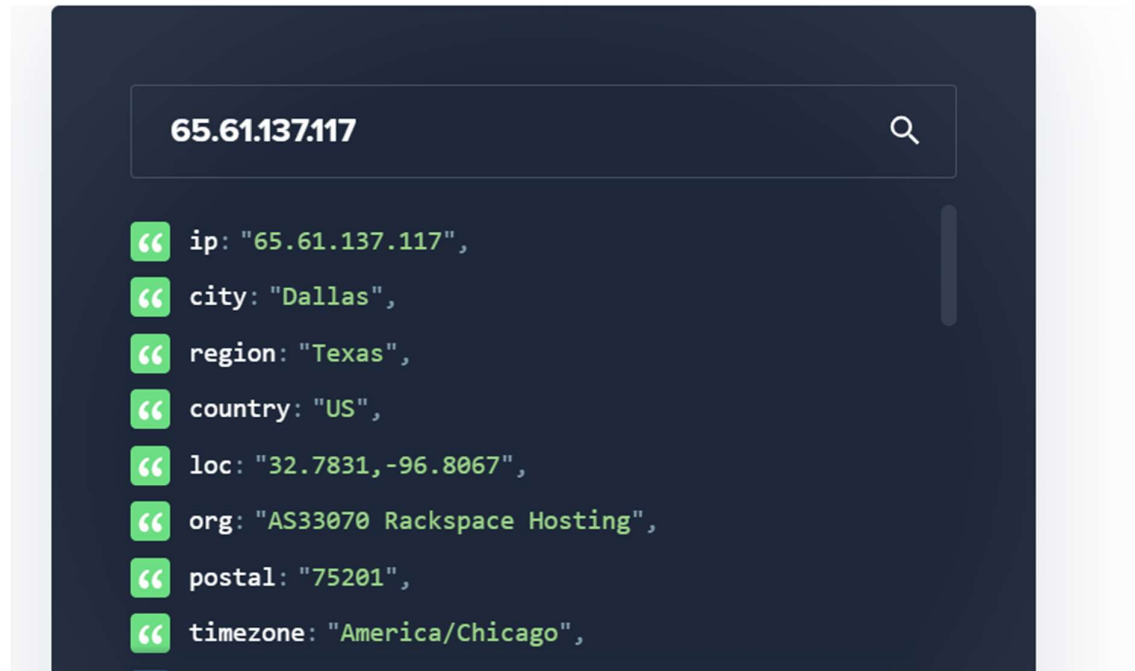 65.61.137.117
ip: "65.61.137.117",
city: "Dallas",
region: "Texas",
country: "US",
loc: "32.7831,-96.8067",
org: "AS33070 Rackspace Hosting",
postal: "75201",
timezone: "America/Chicago",